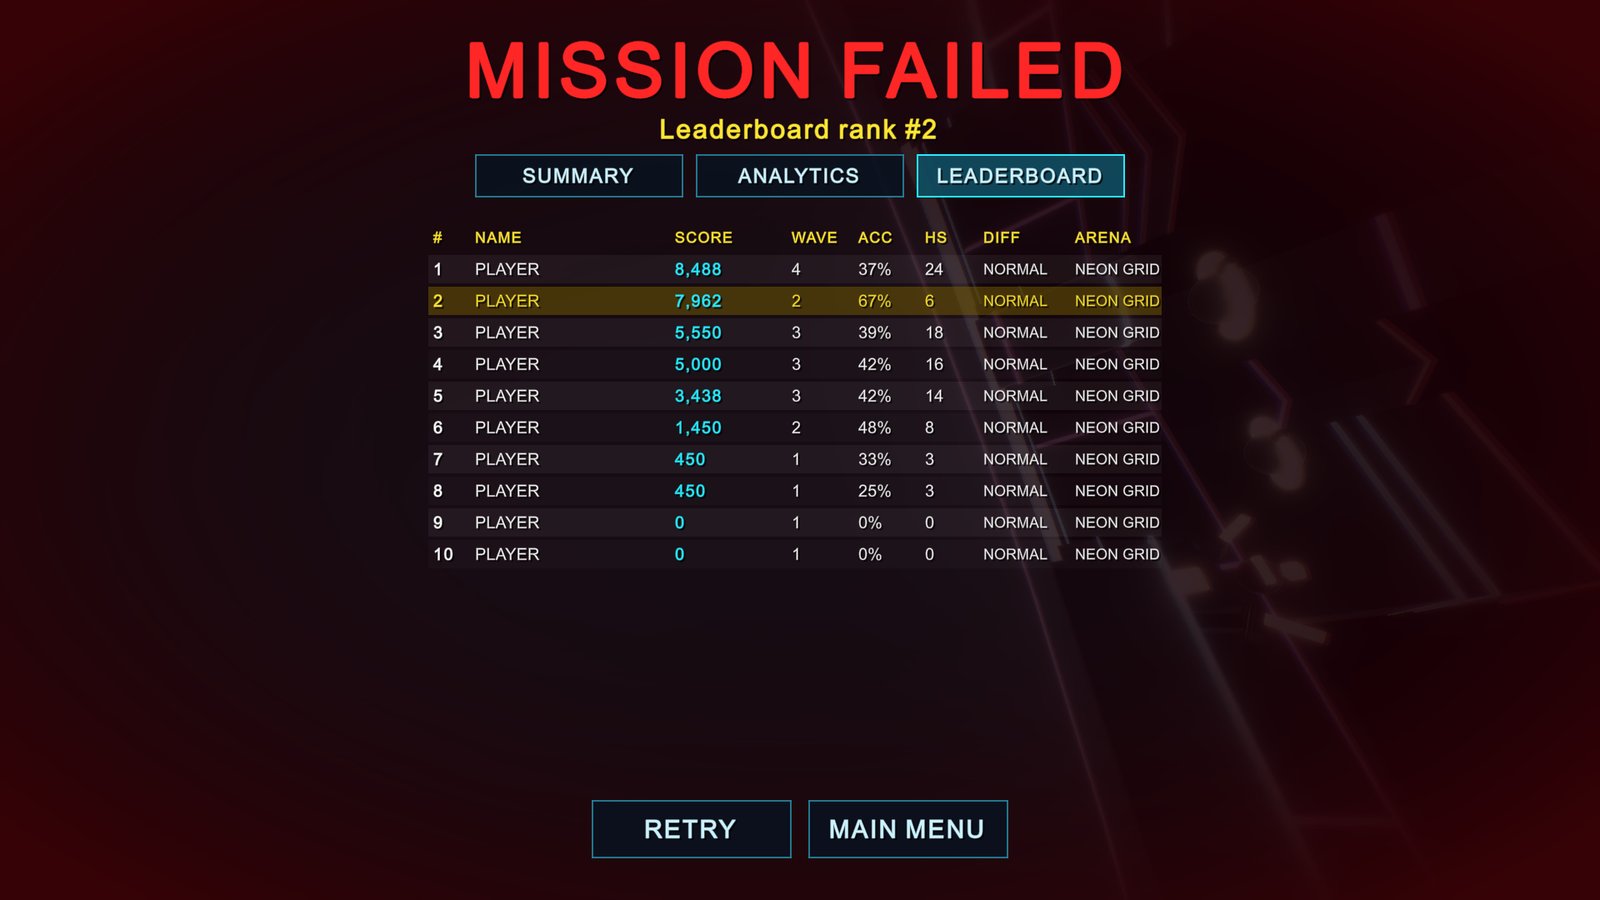 MISSION FAILED
Leaderboard rank #2
SUMMARY ANALYTICS LEADERBOARD
# NAME SCORE WAVE ACC HS DIFF ARENA
1 PLAYER 8,488 4 37% 24 NORMAL NEON GRID
2 PLAYER 7,962 2 67% 6 NORMAL NEON GRID
3 PLAYER 5,550 3 39% 18 NORMAL NEON GRID
4 PLAYER 5,000 3 42% 16 NORMAL NEON GRID
5 PLAYER 3,438 3 42% 14 NORMAL NEON GRID
6 PLAYER 1,450 2 48% 8 NORMAL NEON GRID
7 PLAYER 450 1 33% 3 NORMAL NEON GRID
8 PLAYER 450 1 25% 3 NORMAL NEON GRID
9 PLAYER 0 1 0% 0 NORMAL NEON GRID
10 PLAYER 0 1 0% 0 NORMAL NEON GRID
RETRY MAIN MENU